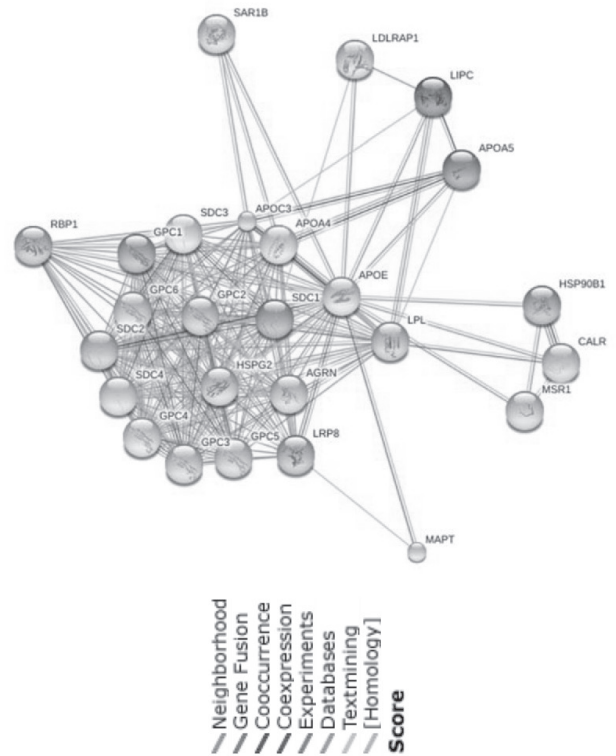 SAR1B
LDLRAP1
LIPC
APOA5
SDC3
APOC3
RBP1
GPC1
APOA4
APOE
HSP90B1
GPC6
GPC2
SDC1
LPL
SDC2
CALR
HSPG2
AGRN
SDC4
MSR1
GPC4
GPC3
GPC5
LRP8
MAPT
Neighborhood
Gene Fusion
Cooccurrence
Coexpression
Experiments
Databases
Textmining
[Homology]
Score